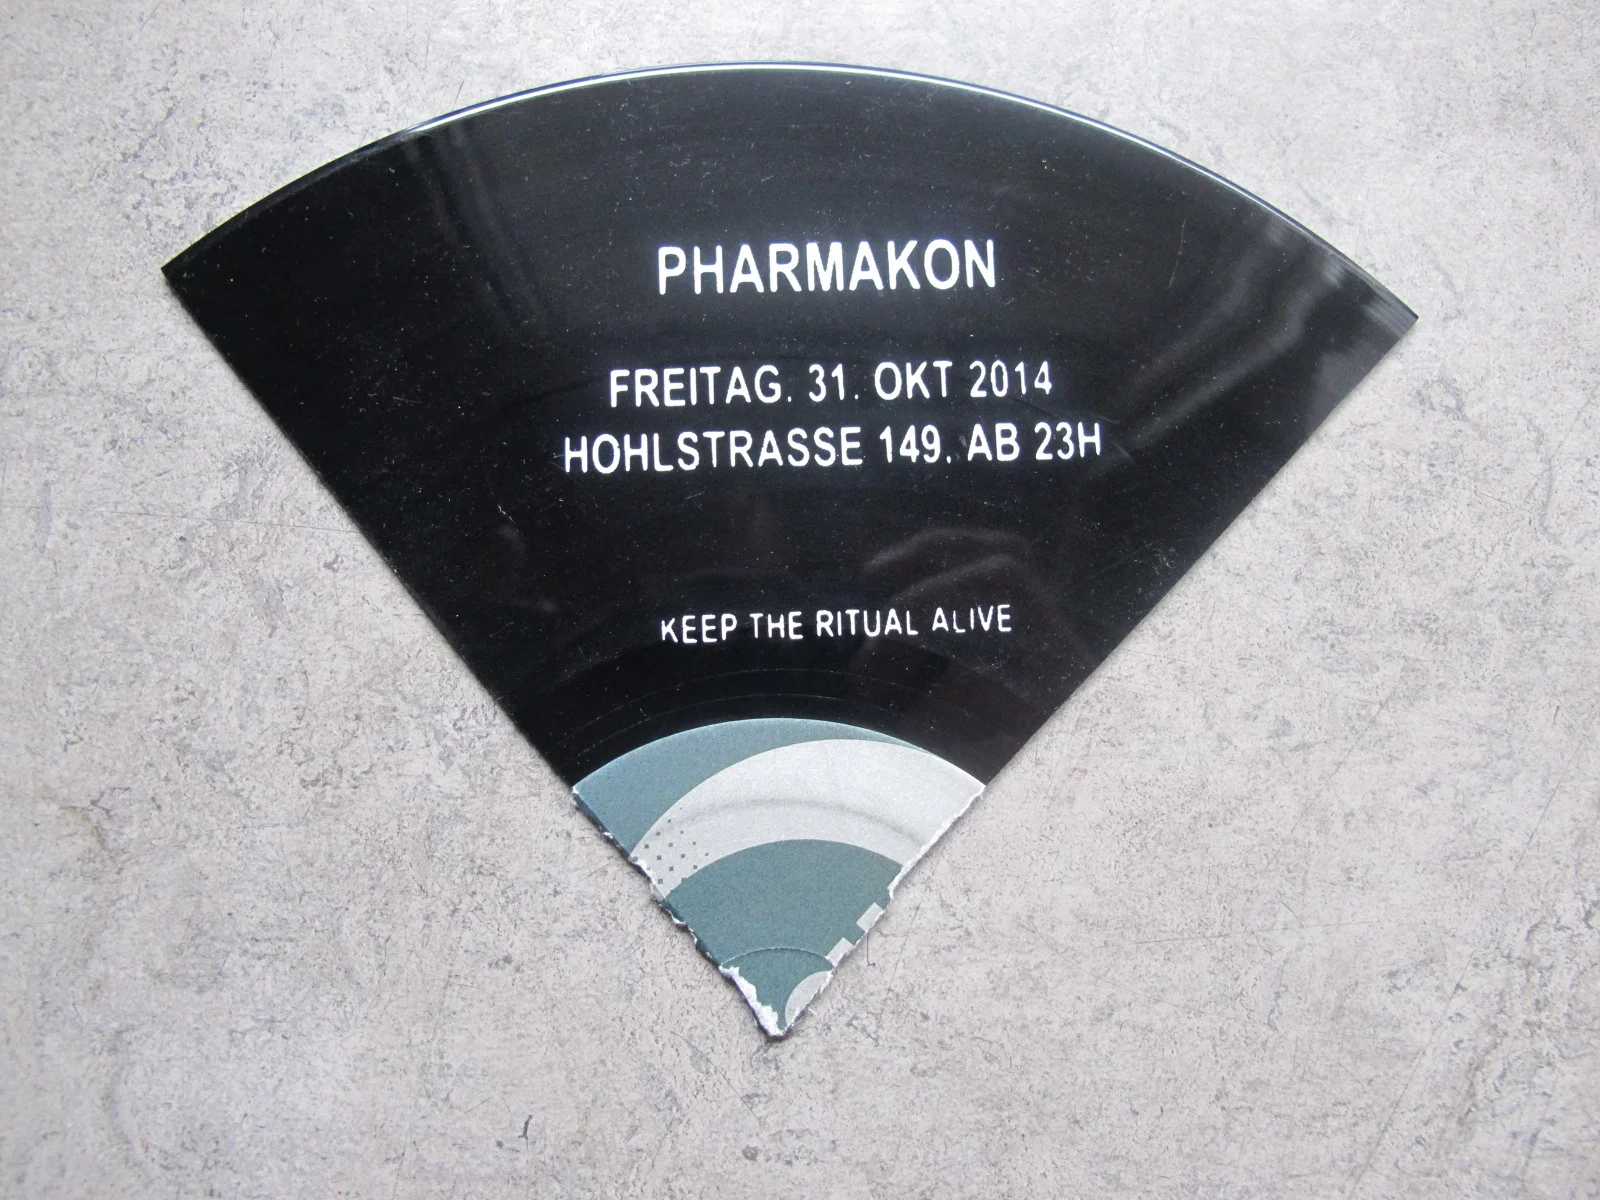 PHARMAKON
FREITAG. 31. OKT 2014
HOHLSTRASSE 149. AB 23H
KEEP THE RITUAL ALIVE